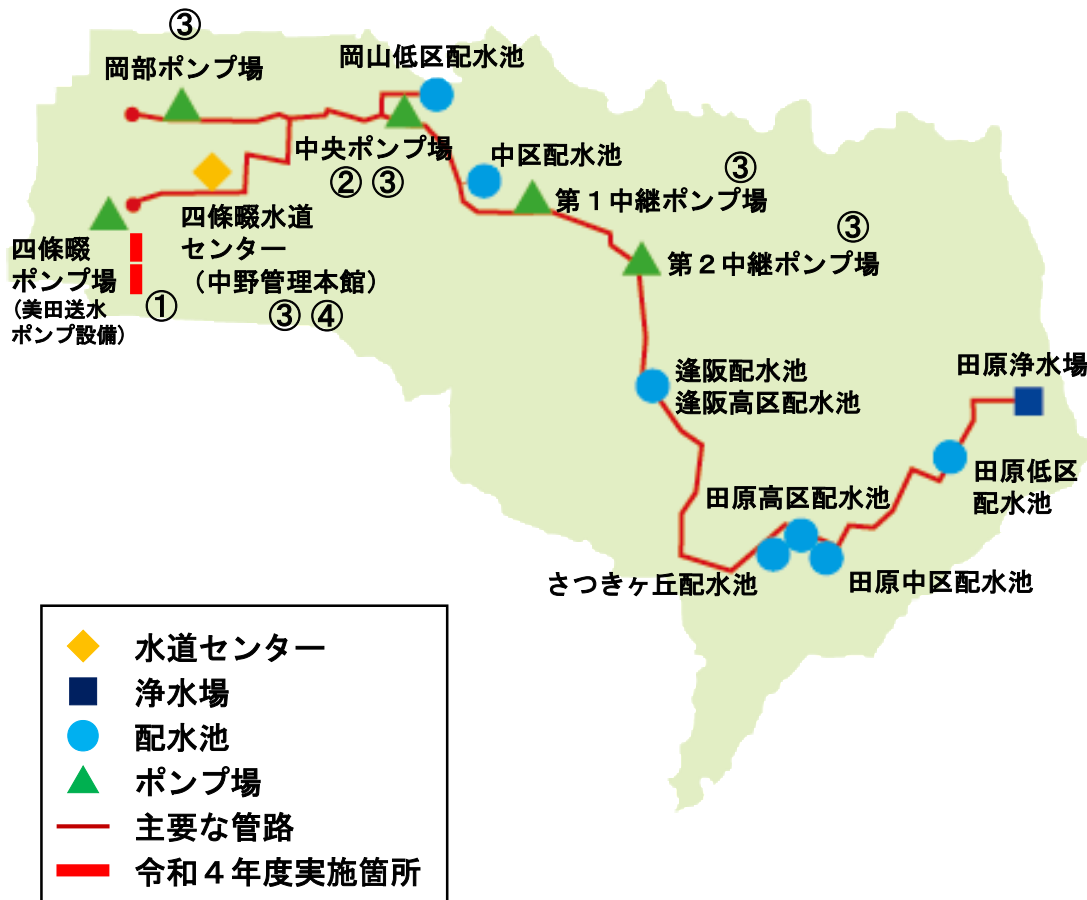 ③
岡部ポンプ場
岡山低区配水池
中央ポンプ場
② ③
中区配水池
③
第１中継ポンプ場
③
第２中継ポンプ場
四條畷水道
センター
（中野管理本館）
③ ④
四條畷
ポンプ場
(美田送水
ポンプ設備)
①
逢阪配水池
逢阪高区配水池
田原浄水場
田原低区
配水池
田原高区配水池
さつきヶ丘配水池
田原中区配水池
水道センター
浄水場
配水池
ポンプ場
主要な管路
令和４年度実施箇所